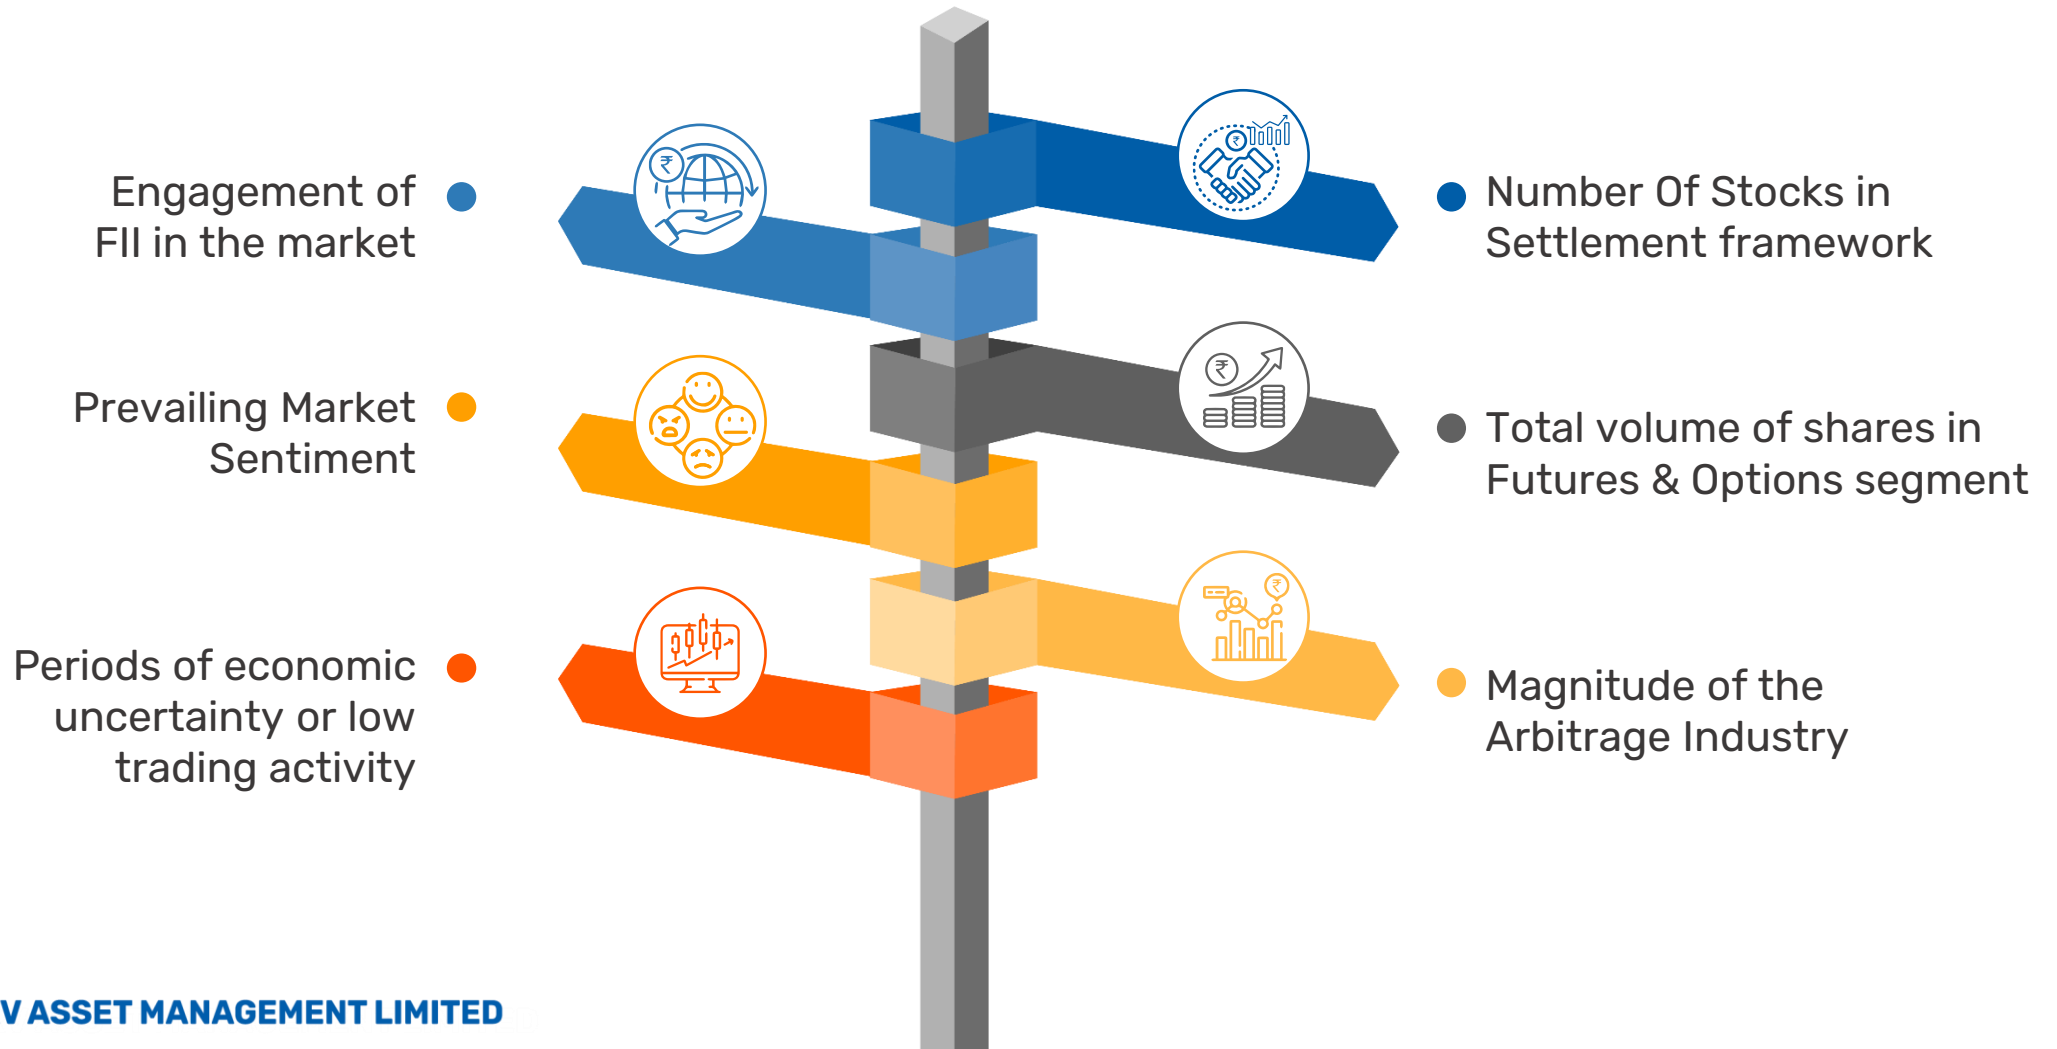 Engagement of
FII in the market
Number Of Stocks in
Settlement framework
Prevailing Market
Sentiment
Total volume of shares in
Futures & Options segment
Periods of economic
uncertainty or low
trading activity
Magnitude of the
Arbitrage Industry
₹
₹
₹
₹
V ASSET MANAGEMENT LIMITED